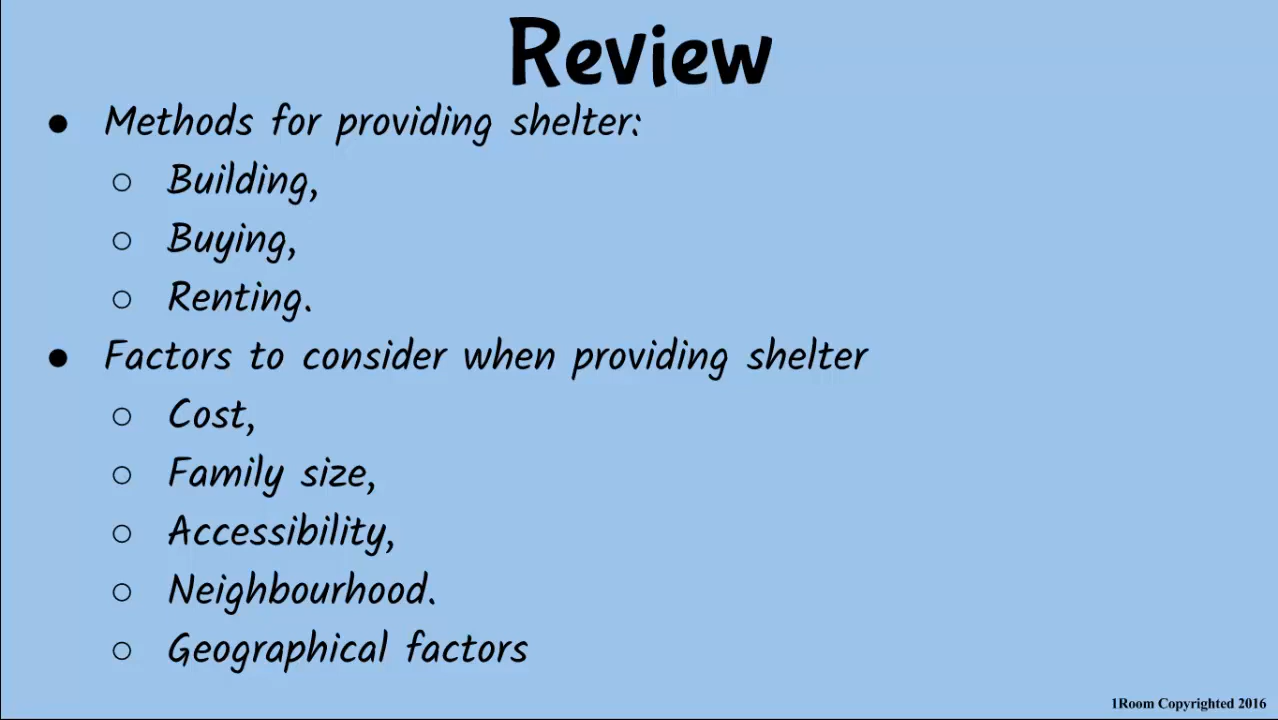 Review
● Methods for providing shelter:
○ Building,
○ Buying,
○ Renting.
● Factors to consider when providing shelter
○ Cost,
○ Family size,
○ Accessibility,
○ Neighbourhood.
○ Geographical factors
1Room Copyrighted 2016